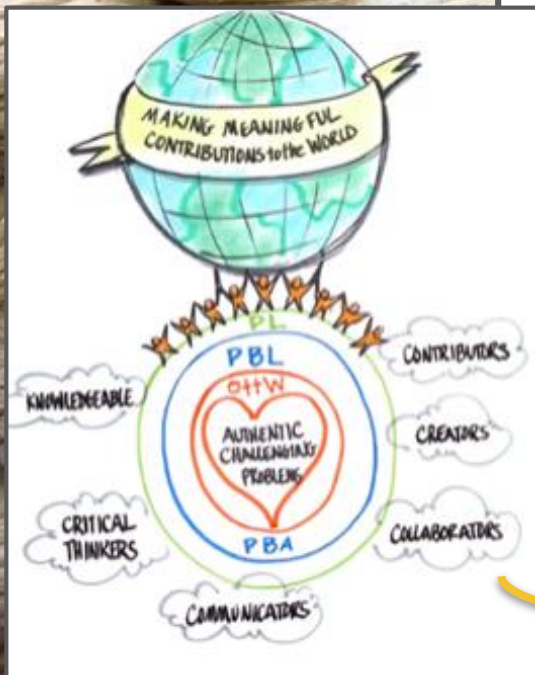 MAKING MEANINGFUL
CONTRIBUTIONS to the WORLD
PL
PBL
OttW
AUTHENTIC
CHALLENGING
PROBLEMS
PBA
KNOWLEDGEABLE
CRITICAL
THINKERS
COMMUNICATORS
CONTRIBUTORS
CREATORS
COLLABORATORS